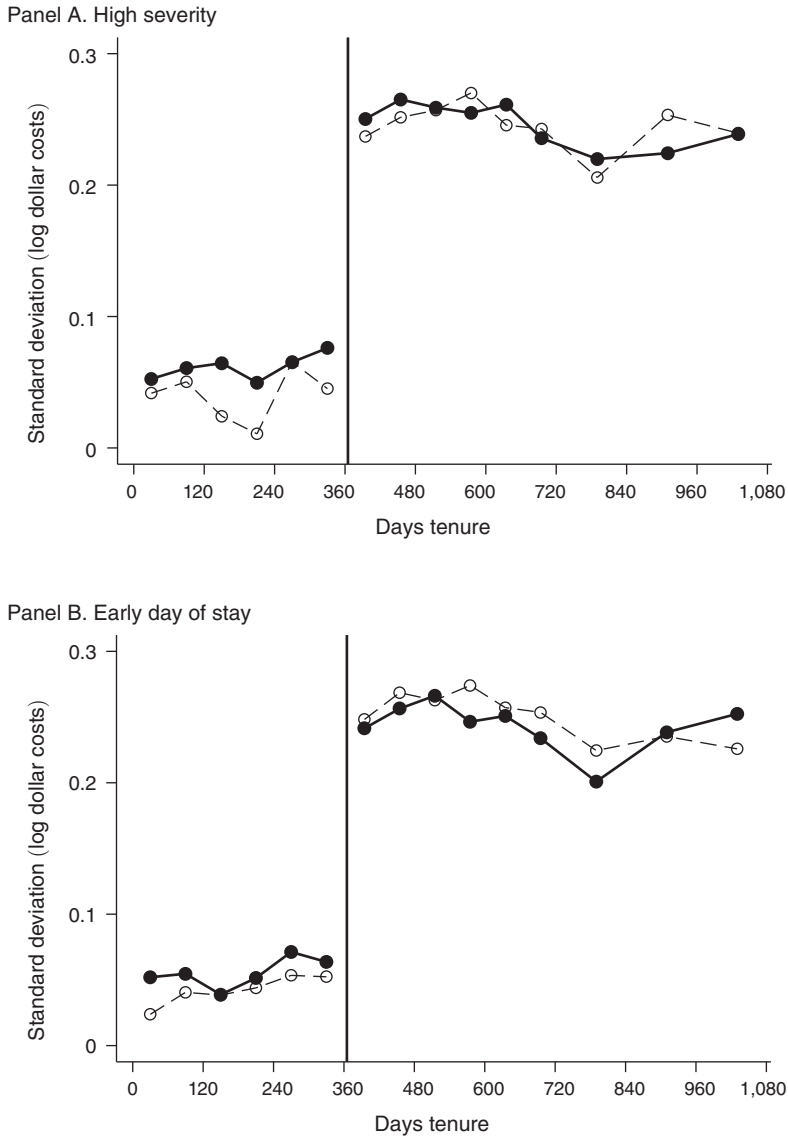 Panel A. High severity
0.3
0.2
0.1
0
Standard deviation (log dollar costs)
0 120 240 360 480 600 720 840 960 1,080
Days tenure
Panel B. Early day of stay
0.3
0.2
0.1
0
Standard deviation (log dollar costs)
0 120 240 360 480 600 720 840 960 1,080
Days tenure